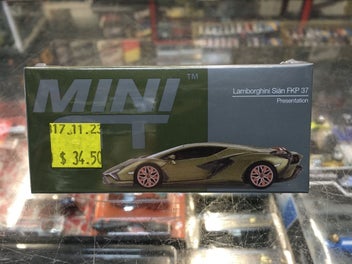 MINI
GT
™
Lamborghini Sián FKP 37
Presentation
17.11.23
$ 34.50